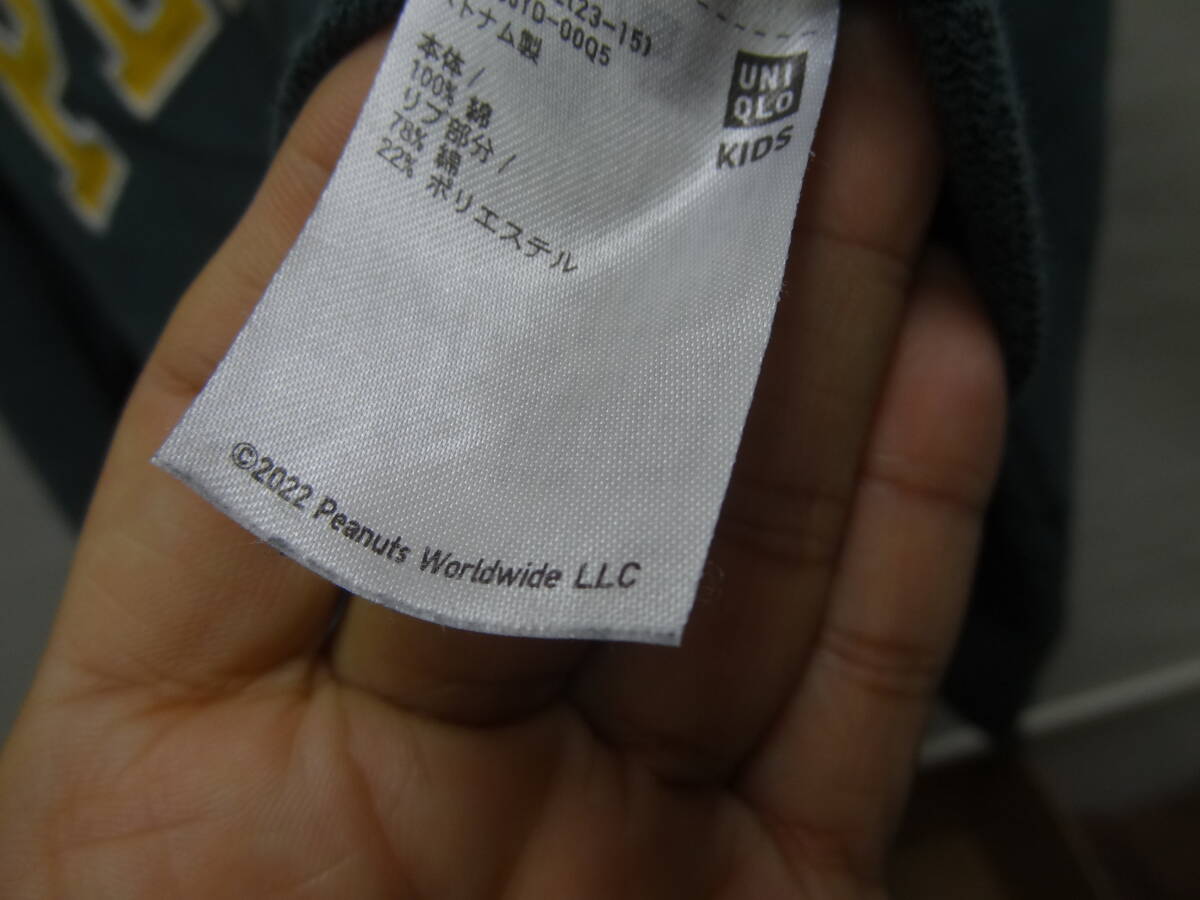 (23-15)
-00Q5
トナム製
本体 /
100% 綿
リブ部分 /
78% 綿
22% ポリエステル
UNI
QLO
KIDS
©2022 Peanuts Worldwide LLC